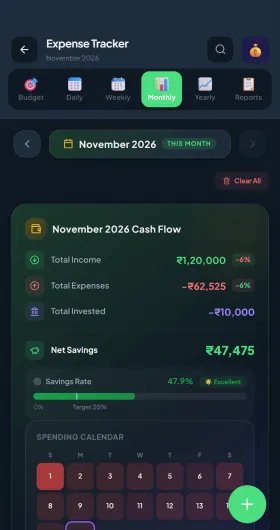 Expense Tracker
November 2026
Budget Daily Weekly Monthly Yearly Reports
November 2026 THIS MONTH
Clear All
November 2026 Cash Flow
Total Income ₹1,20,000 -6%
Total Expenses -₹62,525 -6%
Total Invested -₹10,000
Net Savings ₹47,475
Savings Rate 47.9% Excellent
0% Target 20%
SPENDING CALENDAR
S M T W T F S
1 2 3 4 5 6 7
8 9 10 11 12 13